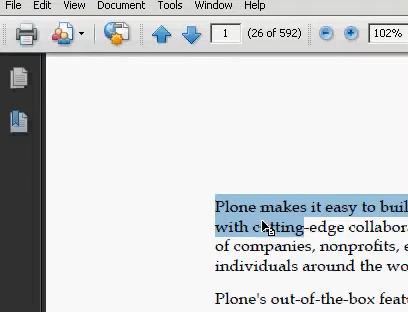 File Edit View Document Tools Window Help
1 (26 of 592) 102%
Plone makes it easy to buil
with cutting-edge collabora
of companies, nonprofits, e
individuals around the wo
Plone's out-of-the-box feat